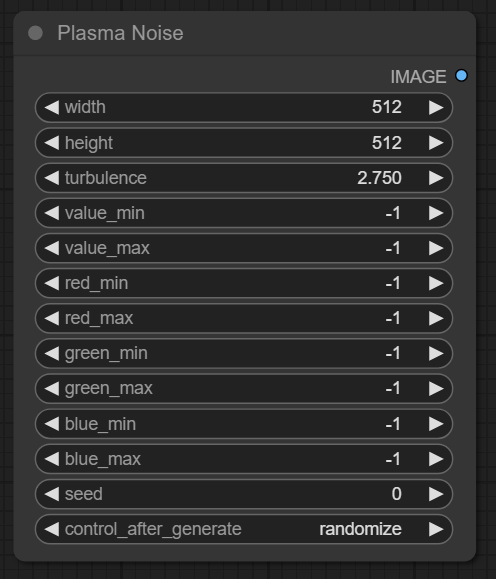 Plasma Noise
IMAGE
width 512
height 512
turbulence 2.750
value_min -1
value_max -1
red_min -1
red_max -1
green_min -1
green_max -1
blue_min -1
blue_max -1
seed 0
control_after_generate randomize